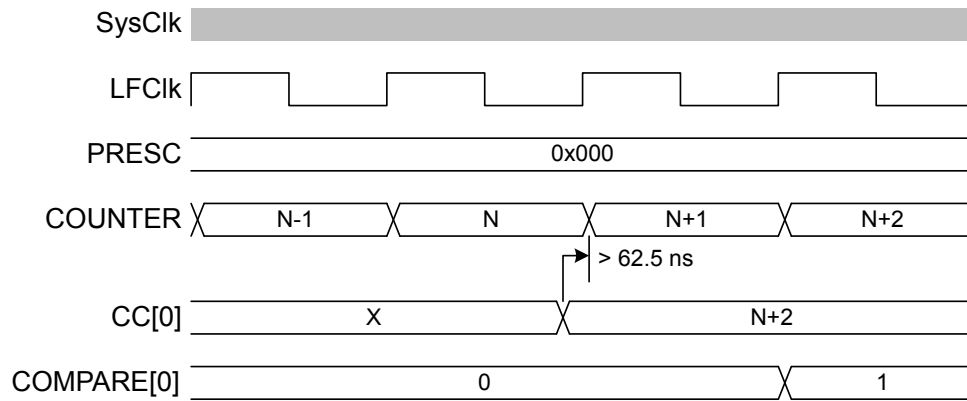 SysClk
LFClk
PRESC 0x000
COUNTER N-1 N N+1 N+2
> 62.5 ns
CC[0] X N+2
COMPARE[0] 0 1